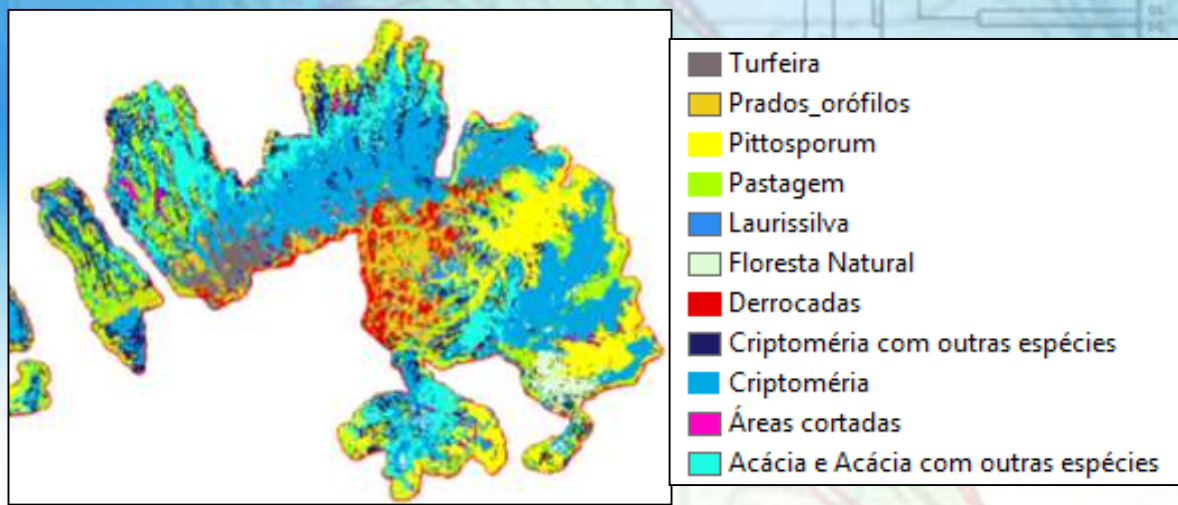 Turfeira
Prados_orófilos
Pittosporum
Pastagem
Laurissilva
Floresta Natural
Derrocadas
Criptoméria com outras espécies
Criptoméria
Áreas cortadas
Acácia e Acácia com outras espécies